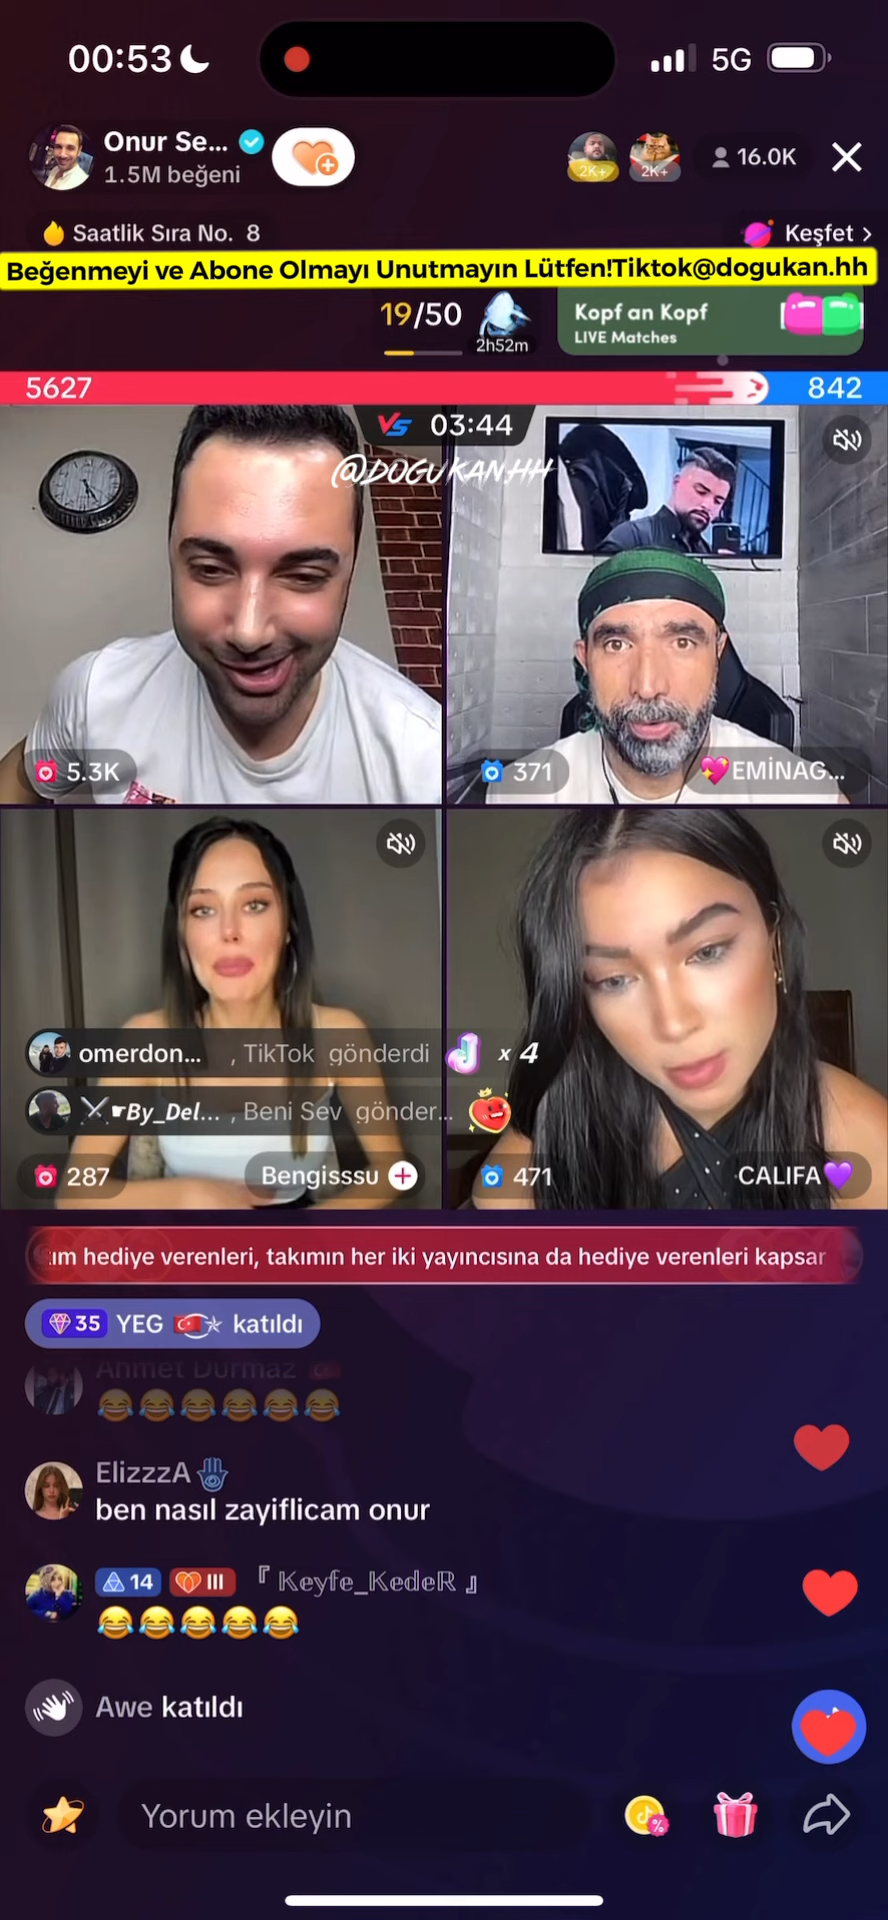 00:53
5G
Onur Se...
1.5M beğeni
2K+
2K+
16.0K
Saatlik Sıra No. 8
Keşfet >
Beğenmeyi ve Abone Olmayı Unutmayın Lütfen!Tiktok@dogukan.hh
19/50
2h52m
Kopf an Kopf
LIVE Matches
5627
842
VS 03:44
@DOGUKAN.HH
5.3K
371
EMİNAG...
omerdon... , TikTok gönderdi x 4
By_Del... , Beni Sev gönder...
287
Bengisssu
471
CALIFA
ım hediye verenleri, takımın her iki yayıncısına da hediye verenleri kapsar
35 YEG katıldı
Ahmet Durmaz
😂😂😂😂😂😂
ElizzzA
ben nasıl zayiflicam onur
14 III 『 Keyfe_KedeR 』
😂😂😂😂😂
Awe katıldı
Yorum ekleyin